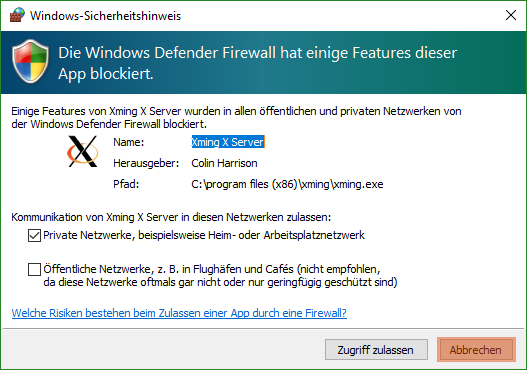 Windows-Sicherheitshinweis
Die Windows Defender Firewall hat einige Features dieser
App blockiert.
Einige Features von Xming X Server wurden in allen öffentlichen und privaten Netzwerken von
der Windows Defender Firewall blockiert.
Name: Xming X Server
Herausgeber: Colin Harrison
Pfad: C:\program files (x86)\xming\xming.exe
Kommunikation von Xming X Server in diesen Netzwerken zulassen:
Private Netzwerke, beispielsweise Heim- oder Arbeitsplatznetzwerk
Öffentliche Netzwerke, z. B. in Flughäfen und Cafés (nicht empfohlen,
da diese Netzwerke oftmals gar nicht oder nur geringfügig geschützt sind)
Welche Risiken bestehen beim Zulassen einer App durch eine Firewall?
Zugriff zulassen Abbrechen